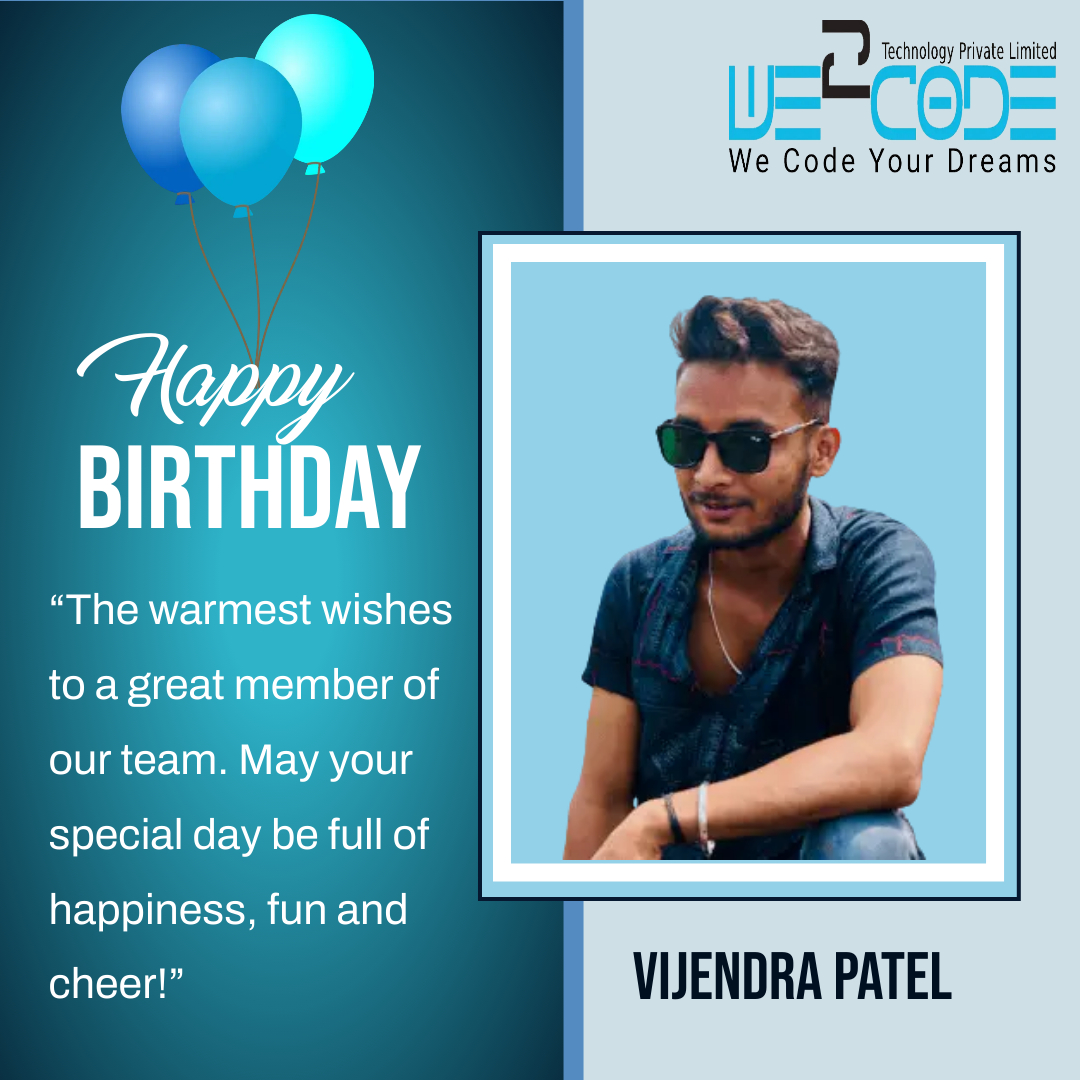 Technology Private Limited
WE2CODE
We Code Your Dreams
Happy
BIRTHDAY
“The warmest wishes
to a great member of
our team. May your
special day be full of
happiness, fun and
cheer!”
VIJENDRA PATEL